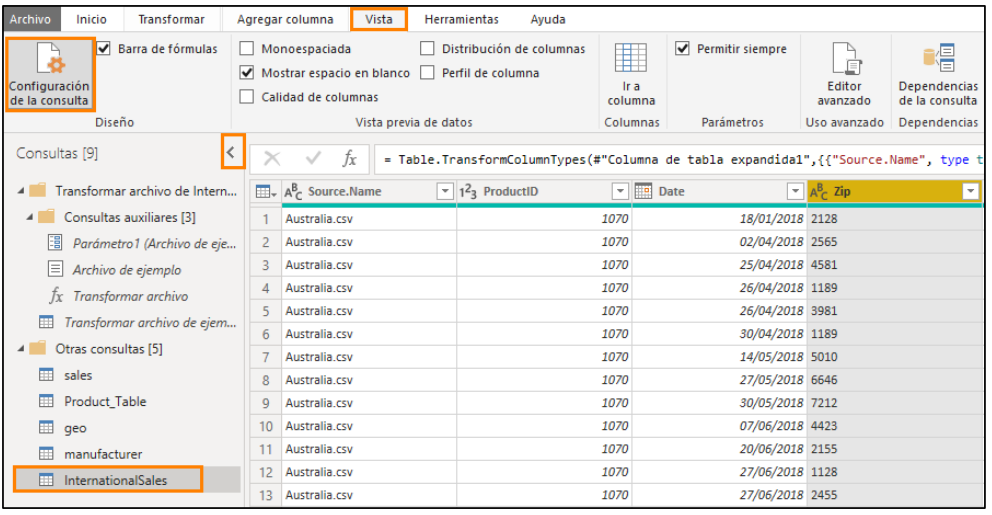 Archivo Inicio Transformar Agregar columna Vista Herramientas Ayuda
Configuración de la consulta
Barra de fórmulas
Diseño
Monoespaciada
Mostrar espacio en blanco
Calidad de columnas
Distribución de columnas
Perfil de columna
Vista previa de datos
Ir a columna
Columnas
Permitir siempre
Parámetros
Editor avanzado
Uso avanzado
Dependencias de la consulta
Dependencias
Consultas [9]
Transformar archivo de Intern...
Consultas auxiliares [3]
Parámetro1 (Archivo de eje...
Archivo de ejemplo
fx Transformar archivo
Transformar archivo de ejem...
Otras consultas [5]
sales
Product_Table
geo
manufacturer
InternationalSales
fx = Table.TransformColumnTypes(#"Columna de tabla expandida1",{{"Source.Name", type t
ABC Source.Name 123 ProductID Date ABC Zip
1 Australia.csv 1070 18/01/2018 2128
2 Australia.csv 1070 02/04/2018 2565
3 Australia.csv 1070 25/04/2018 4581
4 Australia.csv 1070 26/04/2018 1189
5 Australia.csv 1070 26/04/2018 3981
6 Australia.csv 1070 30/04/2018 1189
7 Australia.csv 1070 14/05/2018 5010
8 Australia.csv 1070 27/05/2018 6646
9 Australia.csv 1070 30/05/2018 7212
10 Australia.csv 1070 07/06/2018 4423
11 Australia.csv 1070 20/06/2018 2155
12 Australia.csv 1070 27/06/2018 1128
13 Australia.csv 1070 27/06/2018 2455